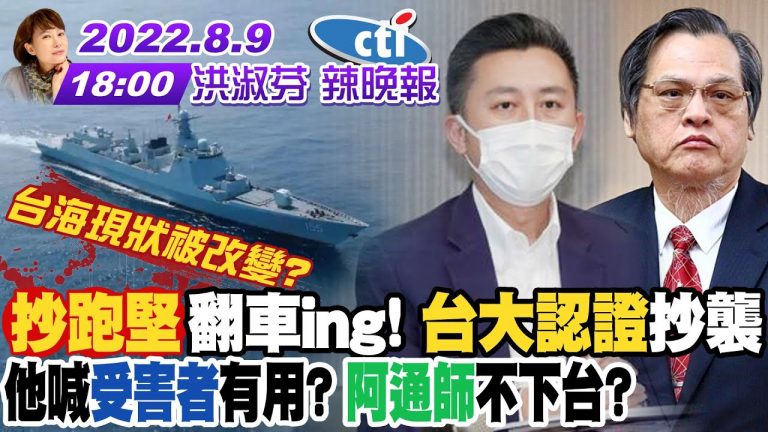 2022.8.9
cti
18:00 洪淑芬 辣晚報
155
台海現狀被改變?
抄跑堅翻車ing! 台大認證抄襲
他喊受害者有用? 阿通師不下台?